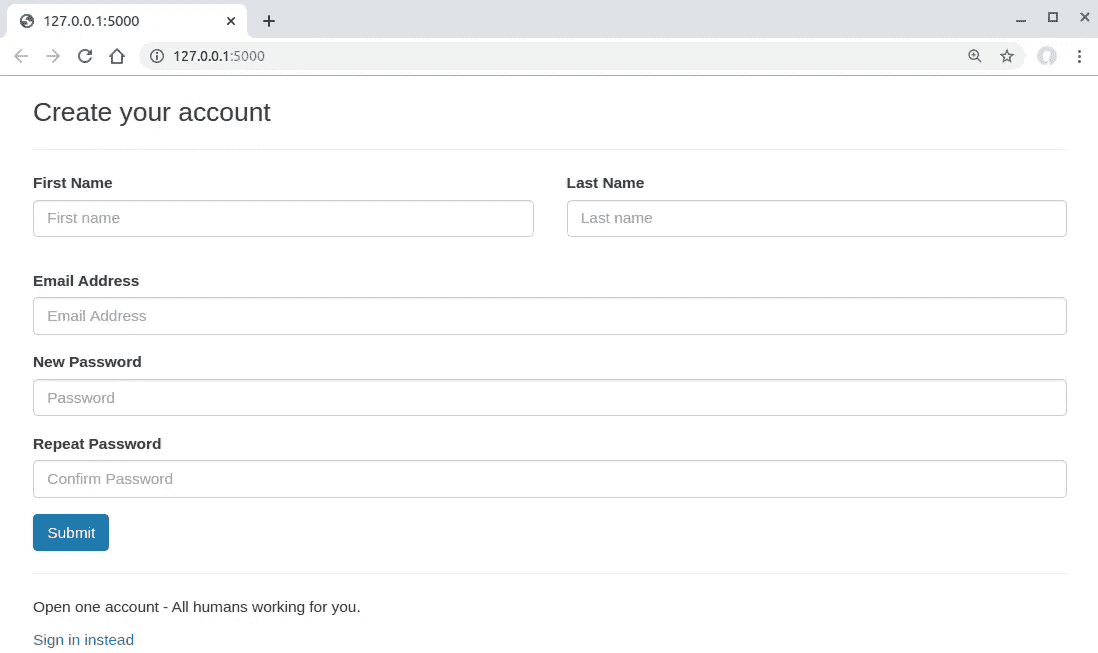 127.0.0.1:5000
127.0.0.1:5000
Create your account
First Name Last Name
First name Last name
Email Address
Email Address
New Password
Password
Repeat Password
Confirm Password
Submit
Open one account - All humans working for you.
Sign in instead